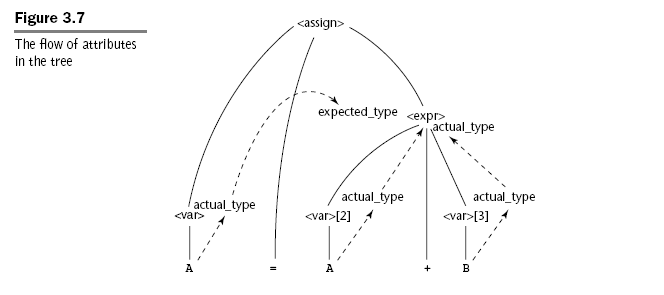 Figure 3.7
The flow of attributes
in the tree
<assign>
expected_type
<expr>
actual_type
actual_type
<var>
actual_type
<var>[2]
actual_type
<var>[3]
A
=
A
+
B